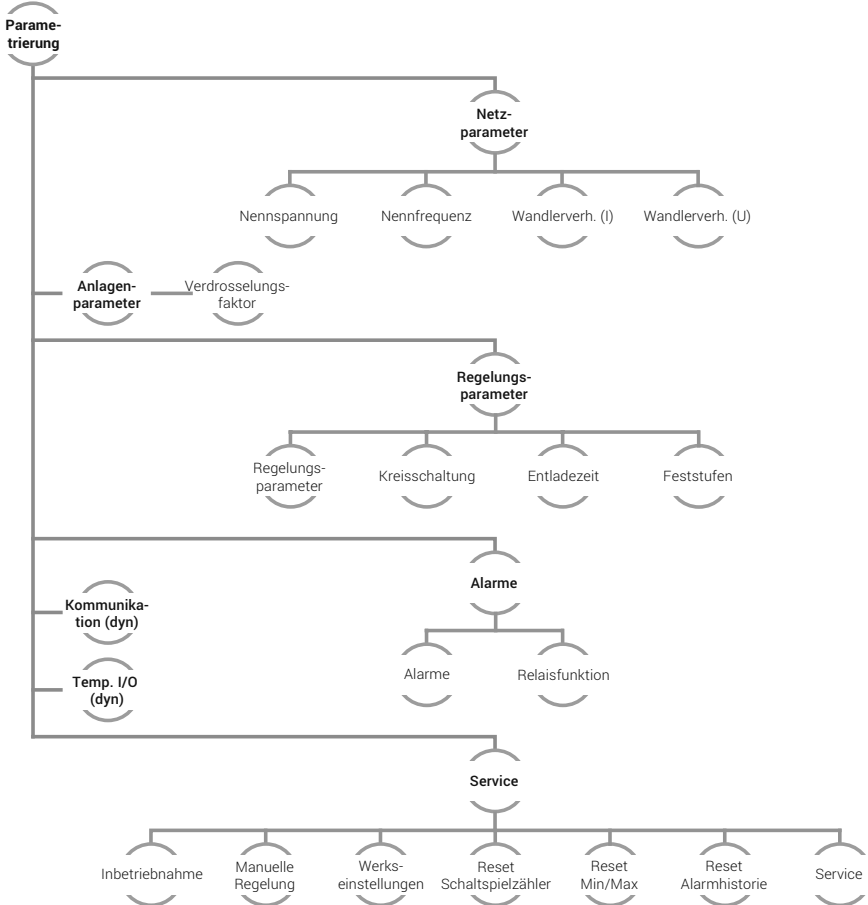 Parame-
trierung
Netz-
parameter
Nennspannung
Nennfrequenz
Wandlerverh. (I)
Wandlerverh. (U)
Anlagen-
parameter
Verdrosselungs-
faktor
Regelungs-
parameter
Regelungs-
parameter
Kreisschaltung
Entladezeit
Feststufen
Alarme
Kommunika-
tion (dyn)
Alarme
Relaisfunktion
Temp. I/O
(dyn)
Service
Inbetriebnahme
Manuelle
Regelung
Werks-
einstellungen
Reset
Schaltspielzähler
Reset
Min/Max
Reset
Alarmhistorie
Service